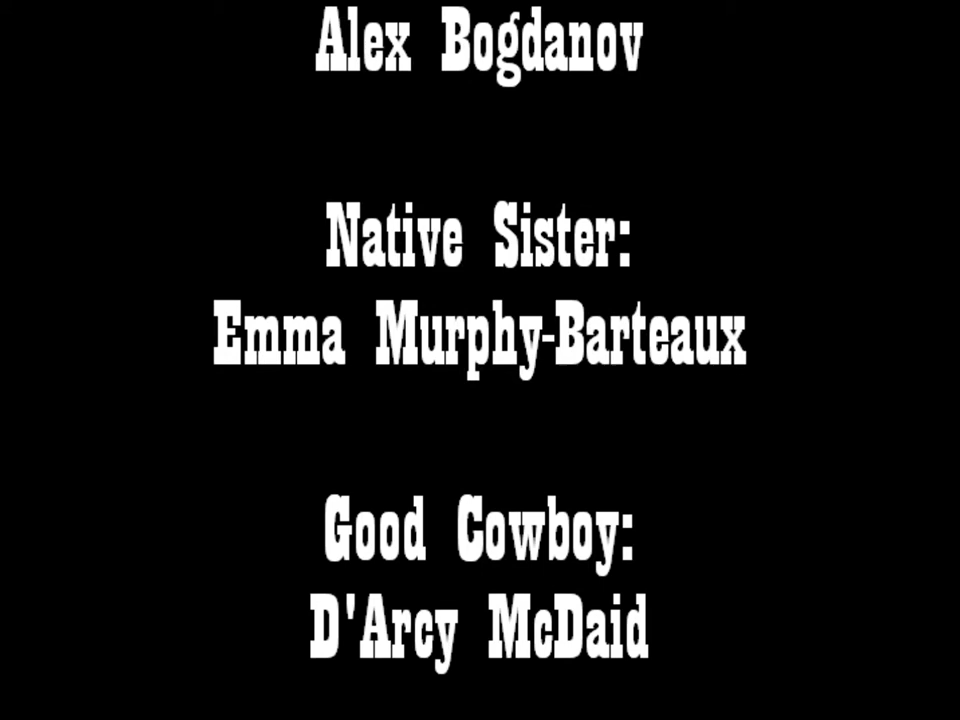 Alex Bogdanov
Native Sister:
Emma Murphy-Barteaux
Good Cowboy:
D'Arcy McDaid